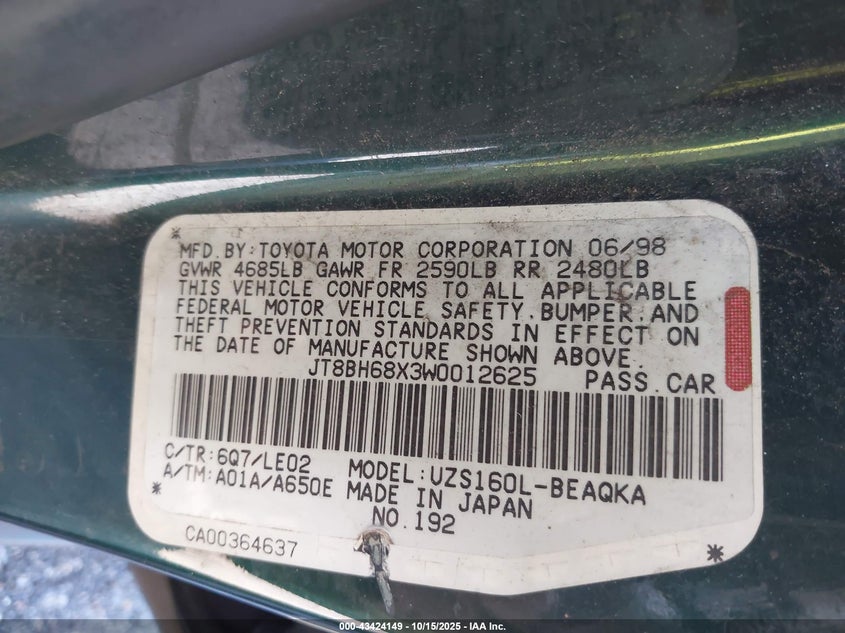 MFD.BY:TOYOTA MOTOR CORPORATION 06/98
GVWR 4685LB GAWR FR 2590LB RR 2480LB
THIS VEHICLE CONFORMS TO ALL APPLICABLE
FEDERAL MOTOR VEHICLE SAFETY.BUMPER.AND
THEFT PREVENTION STANDARDS IN EFFECT ON
THE DATE OF MANUFACTURE SHOWN ABOVE.
JT8BH68X3W0012625 PASS.CAR
C/TR:6Q7/LE02 MODEL:UZS160L-BEAQKA
A/TM:A01A/A650E MADE IN JAPAN
NO.192
CA00364637
000-43424149 - 10/15/2025 - IAA Inc.